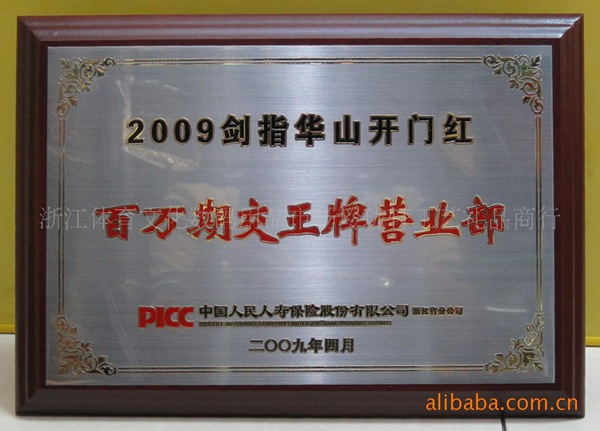 2009剑指华山开门红
百万期交王牌营业部
PICC 中国人民人寿保险股份有限公司 浙江省分公司
二〇〇九年四月
alibaba.com.cn